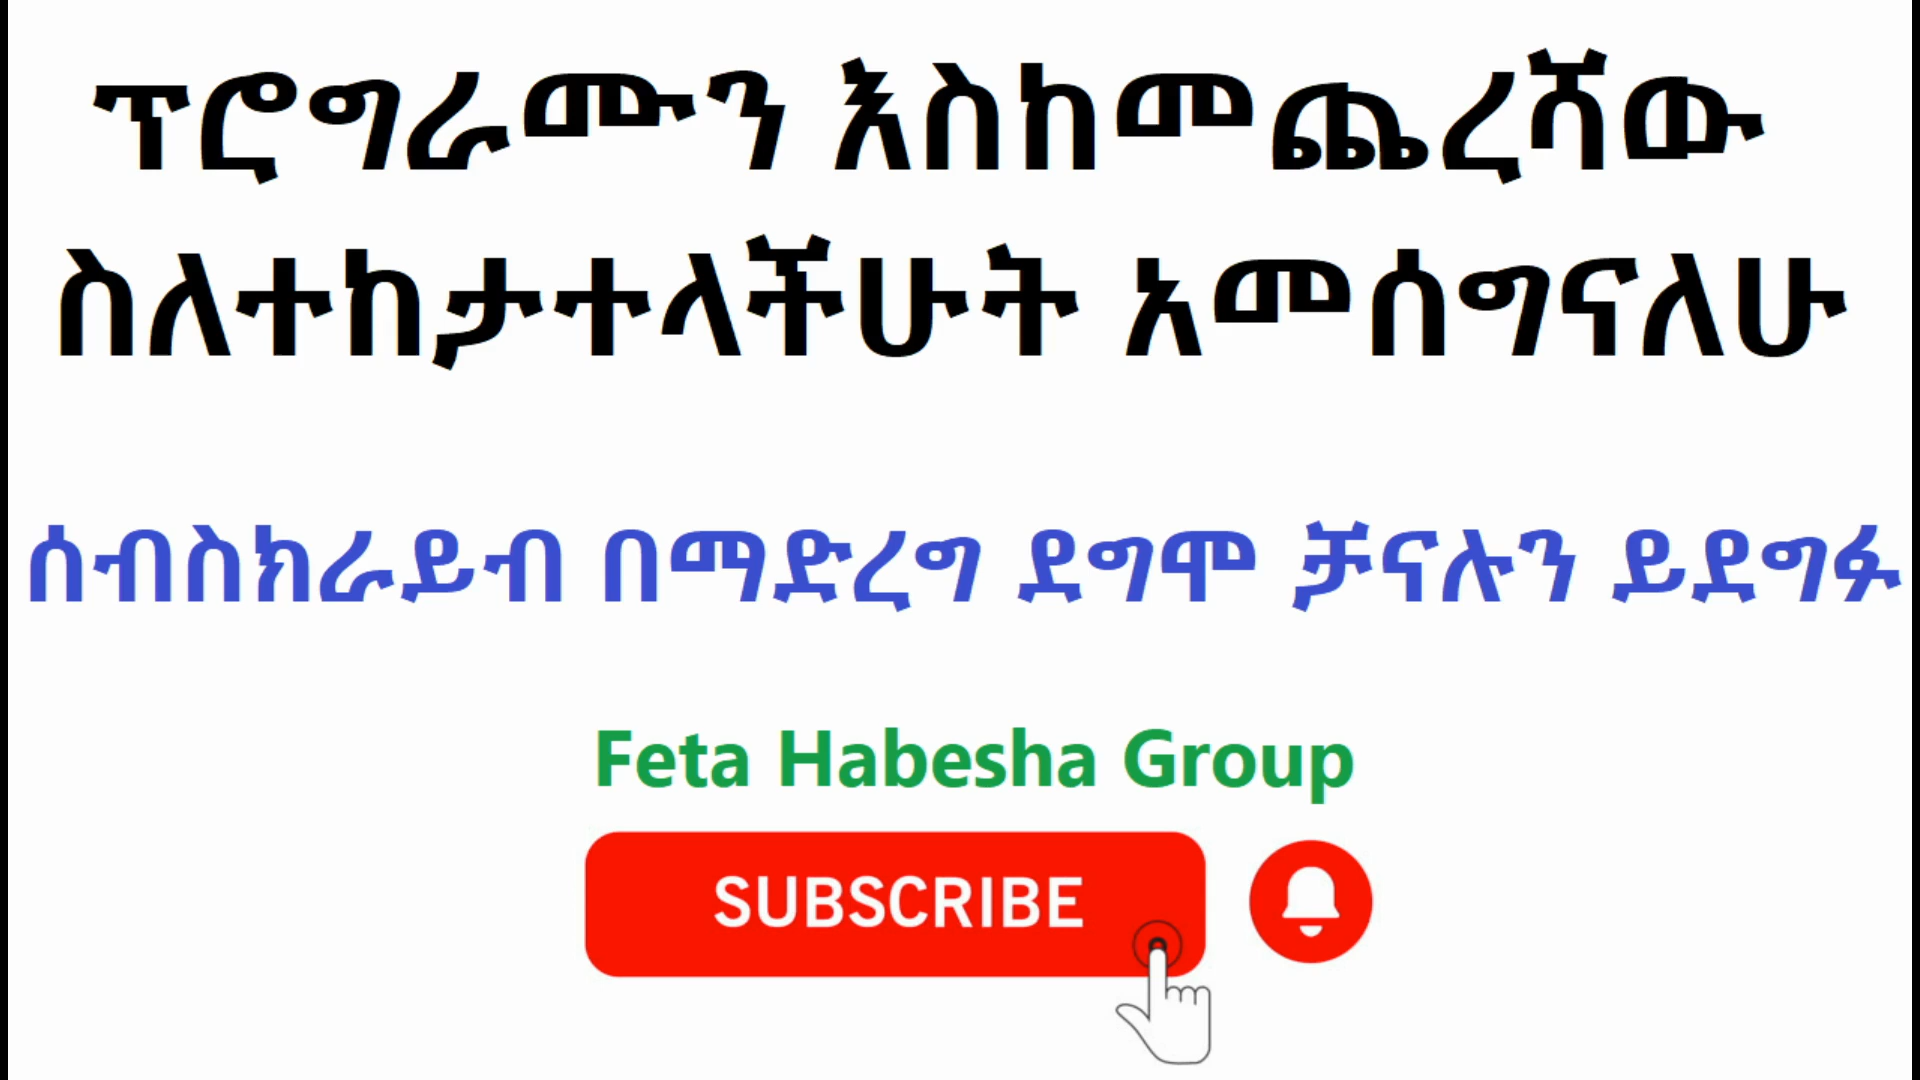 ፕሮግራሙን እስከመጨረሻው
ስለተከታተላችሁት አመሰግናለሁ
ሰብስክራይብ በማድረግ ደግሞ ቻናሉን ይደግፉ
Feta Habesha Group
SUBSCRIBE